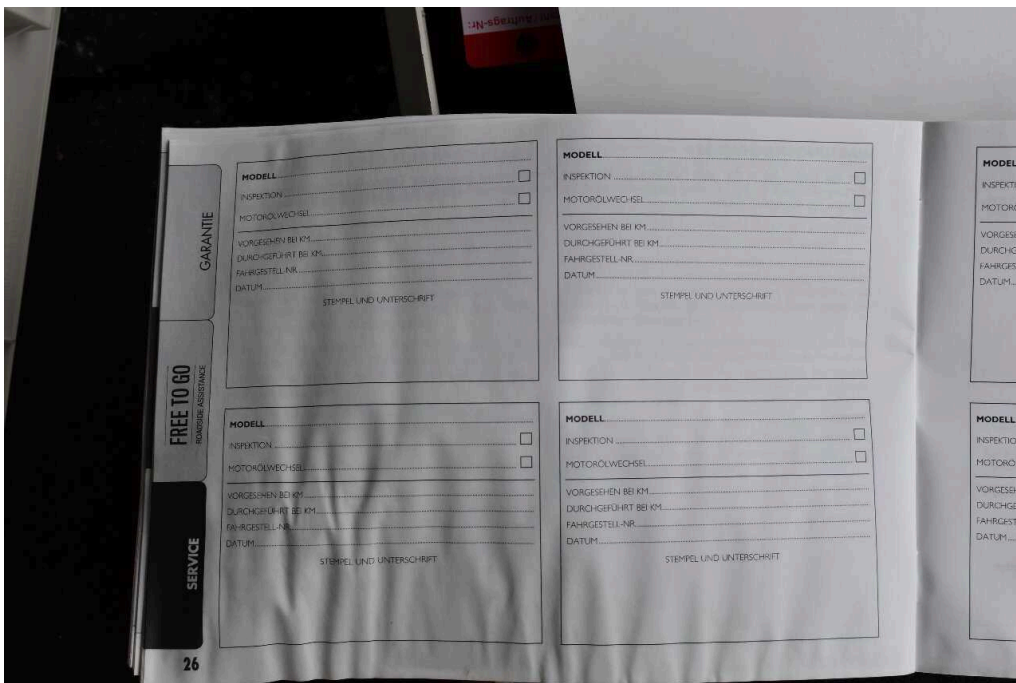 Auftrags-Nr.:
GARANTIE
FREE TO GO
ROADSIDE ASSISTANCE
SERVICE
26
MODELL
INSPEKTION
MOTORÖLWECHSEL
VORGESEHEN BEI KM
DURCHGEFÜHRT BEI KM
FAHRGESTELL-NR.
DATUM
STEMPEL UND UNTERSCHRIFT
MODELL
INSPEKTION
MOTORÖLWECHSEL
VORGESEHEN BEI KM
DURCHGEFÜHRT BEI KM
FAHRGESTELL-NR.
DATUM
STEMPEL UND UNTERSCHRIFT
MODELL
INSPEKTION
MOTORÖLWECHSEL
VORGESEHEN BEI KM
DURCHGEFÜHRT BEI KM
FAHRGESTELL-NR.
DATUM
STEMPEL UND UNTERSCHRIFT
MODELL
INSPEKTION
MOTORÖLWECHSEL
VORGESEHEN BEI KM
DURCHGEFÜHRT BEI KM
FAHRGESTELL-NR.
DATUM
STEMPEL UND UNTERSCHRIFT
MODELL
DATUM
MODELL
DATUM